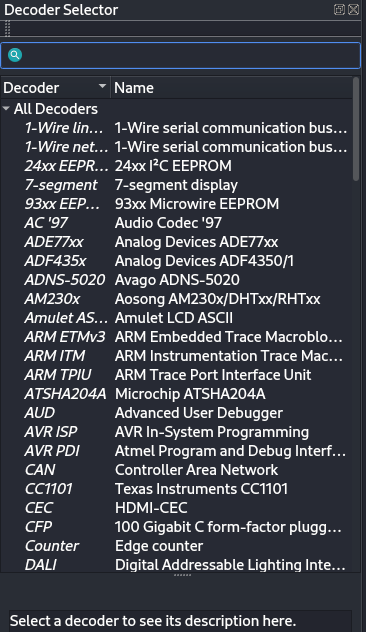 Decoder Selector
Decoder Name
All Decoders
1-Wire lin... 1-Wire serial communication bus...
1-Wire net... 1-Wire serial communication bus...
24xx EEPR... 24xx I²C EEPROM
7-segment 7-segment display
93xx EEP... 93xx Microwire EEPROM
AC '97 Audio Codec '97
ADE77xx Analog Devices ADE77xx
ADF435x Analog Devices ADF4350/1
ADNS-5020 Avago ADNS-5020
AM230x Aosong AM230x/DHTxx/RHTxx
Amulet AS... Amulet LCD ASCII
ARM ETMv3 ARM Embedded Trace Macroblo...
ARM ITM ARM Instrumentation Trace Mac...
ARM TPIU ARM Trace Port Interface Unit
ATSHA204A Microchip ATSHA204A
AUD Advanced User Debugger
AVR ISP AVR In-System Programming
AVR PDI Atmel Program and Debug Interf...
CAN Controller Area Network
CC1101 Texas Instruments CC1101
CEC HDMI-CEC
CFP 100 Gigabit C form-factor plugg...
Counter Edge counter
DALI Digital Addressable Lighting Inte...
Select a decoder to see its description here.